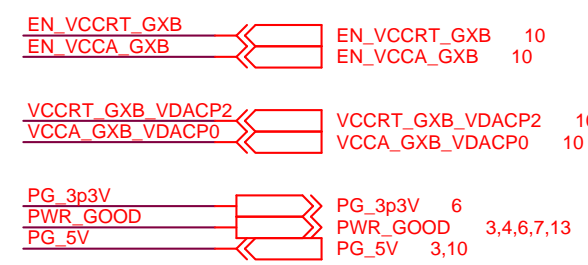 EN_VCCRT_GXB EN_VCCRT_GXB 10
EN_VCCA_GXB EN_VCCA_GXB 10
VCCRT_GXB_VDACP2 VCCRT_GXB_VDACP2
VCCA_GXB_VDACP0 VCCA_GXB_VDACP0 10
PG_3p3V PG_3p3V 6
PWR_GOOD PWR_GOOD 3,4,6,7,13
PG_5V PG_5V 3,10